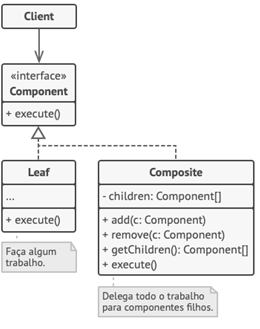 Client
«interface»
Component
+ execute()
Leaf
...
+ execute()
Faça algum
trabalho.
Composite
- children: Component[]
+ add(c: Component)
+ remove(c: Component)
+ getChildren(): Component[]
+ execute()
Delega todo o trabalho
para componentes filhos.